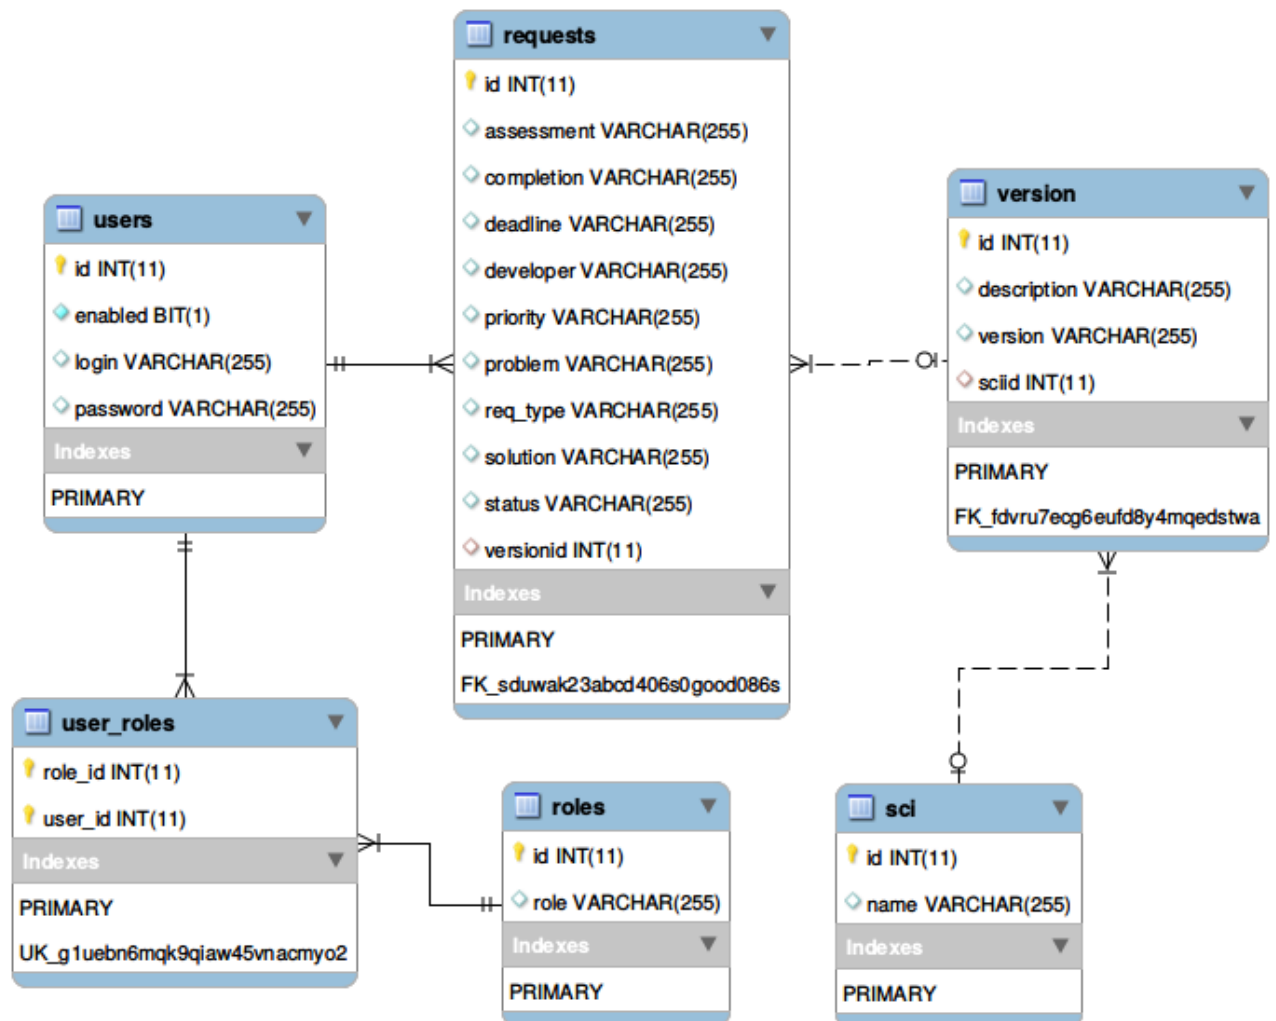 requests
id INT(11)
assessment VARCHAR(255)
completion VARCHAR(255)
deadline VARCHAR(255)
developer VARCHAR(255)
priority VARCHAR(255)
problem VARCHAR(255)
req_type VARCHAR(255)
solution VARCHAR(255)
status VARCHAR(255)
versionid INT(11)
Indexes
PRIMARY
FK_sduwak23abcd406s0good086s
users
id INT(11)
enabled BIT(1)
login VARCHAR(255)
password VARCHAR(255)
Indexes
PRIMARY
version
id INT(11)
description VARCHAR(255)
version VARCHAR(255)
sciid INT(11)
Indexes
PRIMARY
FK_fdvru7ecg6eufd8y4mqedstwa
user_roles
role_id INT(11)
user_id INT(11)
Indexes
PRIMARY
UK_g1uebn6mqk9qiaw45vnacmyo2
roles
id INT(11)
role VARCHAR(255)
Indexes
PRIMARY
sci
id INT(11)
name VARCHAR(255)
Indexes
PRIMARY